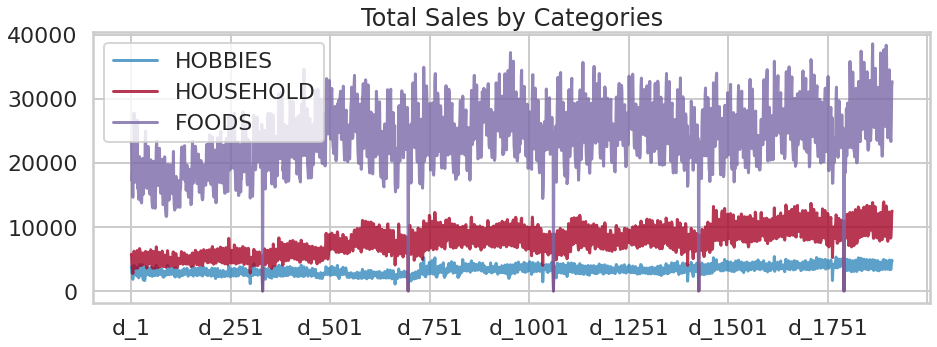 Total Sales by Categories
40000
30000
20000
10000
0
HOBBIES
HOUSEHOLD
FOODS
d_1 d_251 d_501 d_751 d_1001 d_1251 d_1501 d_1751